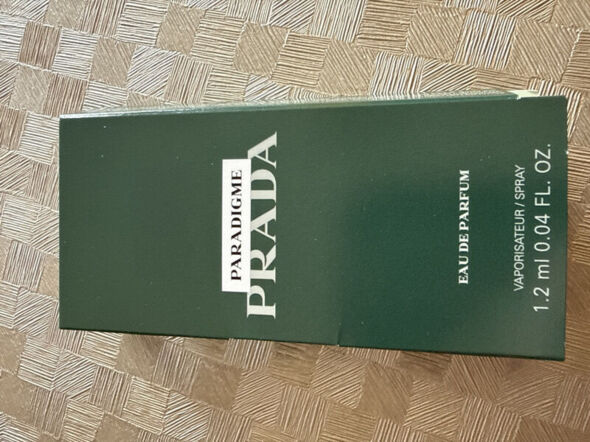 PARADIGME
PRADA
EAU DE PARFUM
VAPORISATEUR / SPRAY
1.2 ml 0.04 FL. OZ.